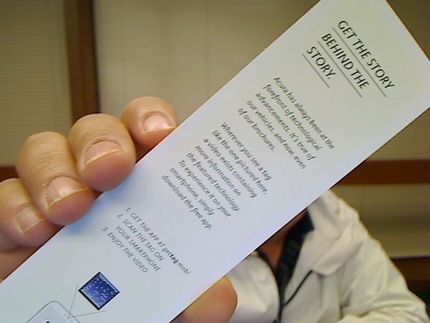 GET THE STORY
BEHIND THE
STORY.
Acura has always been at the
forefront of technological
advancements. It's true of
our vehicles, and now even
of our brochures.
Wherever you see a tag
like the one pictured here,
a video exists containing
more information on
the featured technology.
To experience it on your
smartphone, simply
download the free app.
1. GET THE APP AT gettag.mobi
2. SCAN THE TAG ON
YOUR SMARTPHONE
3. ENJOY THE VIDEO